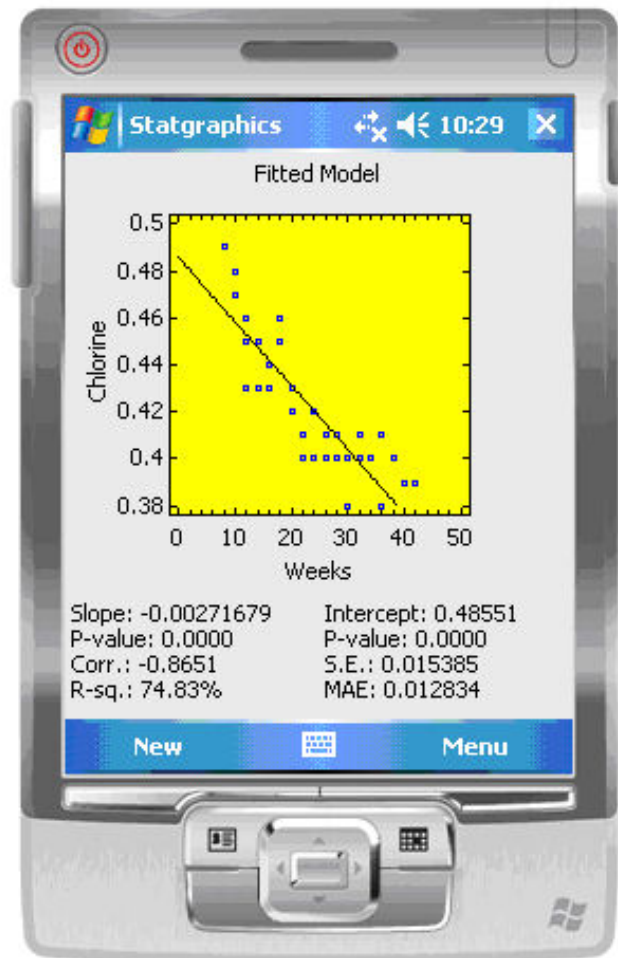 Statgraphics 10:29
Fitted Model
0.5
0.48
0.46
0.44
0.42
0.4
0.38
Chlorine
0 10 20 30 40 50
Weeks
Slope: -0.00271679 Intercept: 0.48551
P-value: 0.0000 P-value: 0.0000
Corr.: -0.8651 S.E.: 0.015385
R-sq.: 74.83% MAE: 0.012834
New Menu